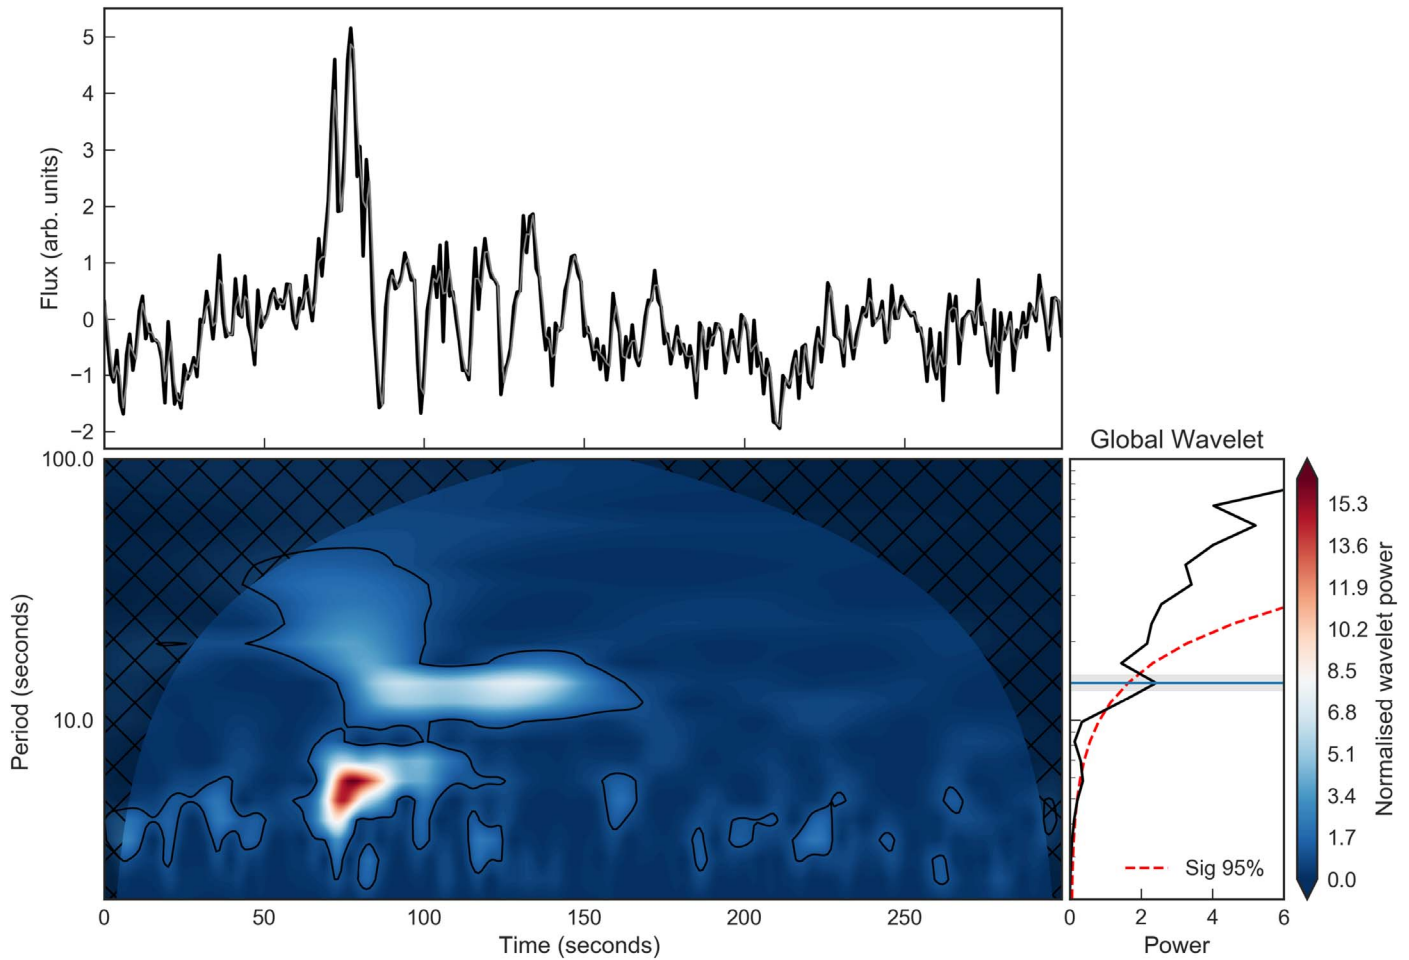 5
4
3
2
1
0
−1
−2
Flux (arb. units)
100.0
10.0
Period (seconds)
0 50 100 150 200 250
Time (seconds)
Global Wavelet
Sig 95%
0 2 4 6
Power
15.3
13.6
11.9
10.2
8.5
6.8
5.1
3.4
1.7
0.0
Normalised wavelet power